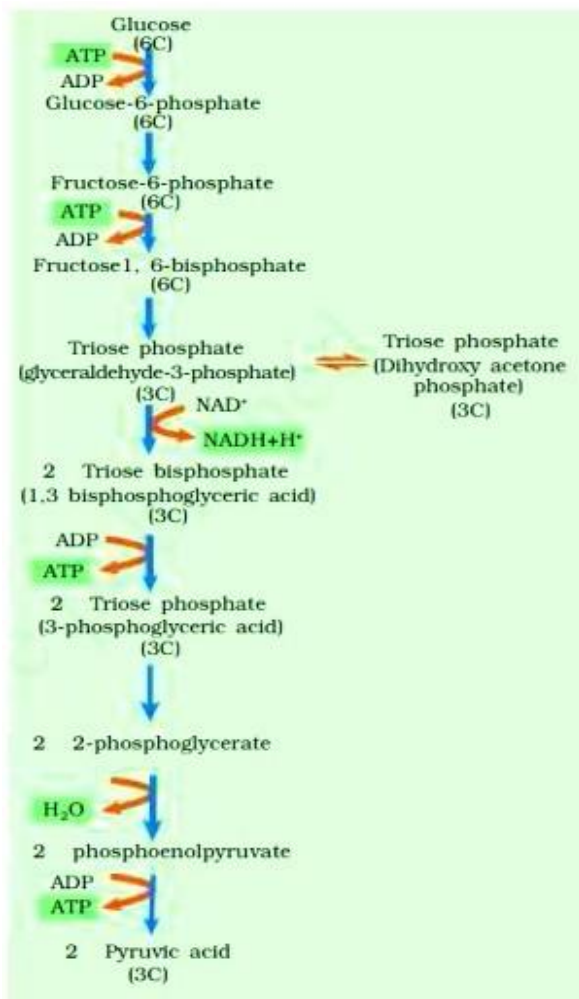 Glucose
(6C)
ATP
ADP
Glucose-6-phosphate
(6C)
Fructose-6-phosphate
(6C)
ATP
ADP
Fructose1, 6-bisphosphate
(6C)
Triose phosphate
(glyceraldehyde-3-phosphate)
(3C)
Triose phosphate
(Dihydroxy acetone
phosphate)
(3C)
NAD⁺
NADH+H⁺
2 Triose bisphosphate
(1,3 bisphosphoglyceric acid)
(3C)
ADP
ATP
2 Triose phosphate
(3-phosphoglyceric acid)
(3C)
2 2-phosphoglycerate
H₂O
2 phosphoenolpyruvate
ADP
ATP
2 Pyruvic acid
(3C)